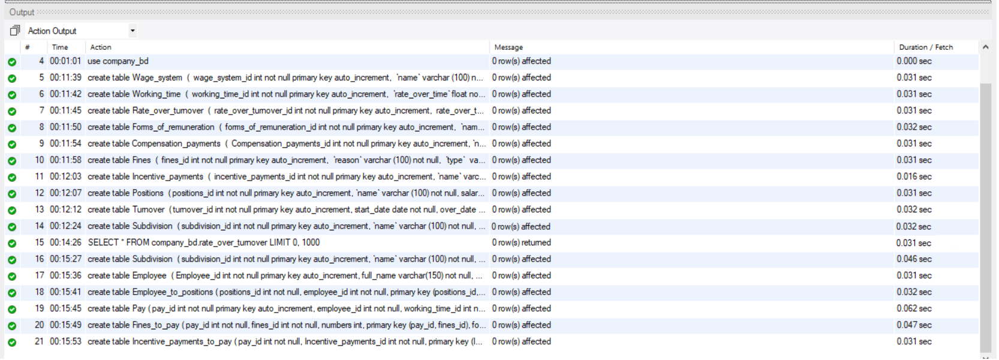 Output
Action Output
# Time Action Message Duration / Fetch
4 00:01:01 use company_bd 0 row(s) affected 0.000 sec
5 00:11:39 create table Wage_system ( wage_system_id int not null primary key auto_increment, `name` varchar (100) n... 0 row(s) affected 0.031 sec
6 00:11:42 create table Working_time ( working_time_id int not null primary key auto_increment, `rate_over_time` float no... 0 row(s) affected 0.031 sec
7 00:11:45 create table Rate_over_turnover ( rate_over_turnover_id int not null primary key auto_increment, rate_over_t... 0 row(s) affected 0.031 sec
8 00:11:50 create table Forms_of_remuneration ( forms_of_remuneration_id int not null primary key auto_increment, `nam... 0 row(s) affected 0.032 sec
9 00:11:54 create table Compensation_payments ( Compensation_payments_id int not null primary key auto_increment, `n... 0 row(s) affected 0.031 sec
10 00:11:58 create table Fines ( fines_id int not null primary key auto_increment, `reason` varchar (100) not null, `type` va... 0 row(s) affected 0.031 sec
11 00:12:03 create table Incentive_payments ( incentive_payments_id int not null primary key auto_increment, `name` varc... 0 row(s) affected 0.016 sec
12 00:12:07 create table Positions (positions_id int not null primary key auto_increment, `name` varchar (100) not null, salar... 0 row(s) affected 0.031 sec
13 00:12:12 create table Turnover (turnover_id int not null primary key auto_increment, start_date date not null, over_date ... 0 row(s) affected 0.032 sec
14 00:12:24 create table Subdivision (subdivision_id int not null primary key auto_increment, `name` varchar (100) not null, ... 0 row(s) affected 0.032 sec
15 00:14:26 SELECT * FROM company_bd.rate_over_turnover LIMIT 0, 1000 0 row(s) returned 0.031 sec
16 00:15:27 create table Subdivision (subdivision_id int not null primary key auto_increment, `name` varchar (100) not null, ... 0 row(s) affected 0.046 sec
17 00:15:36 create table Employee ( Employee_id int not null primary key auto_increment, full_name varchar(150) not null, ... 0 row(s) affected 0.031 sec
18 00:15:41 create table Employee_to_positions ( positions_id int not null, employee_id int not null, primary key (positions_id,... 0 row(s) affected 0.032 sec
19 00:15:45 create table Pay ( pay_id int not null primary key auto_increment, employee_id int not null, working_time_id int n... 0 row(s) affected 0.062 sec
20 00:15:49 create table Fines_to_pay ( pay_id int not null, fines_id int not null, numbers int, primary key (pay_id, fines_id), fo... 0 row(s) affected 0.047 sec
21 00:15:53 create table Incentive_payments_to_pay ( pay_id int not null, Incentive_payments_id int not null, primary key (I... 0 row(s) affected 0.031 sec